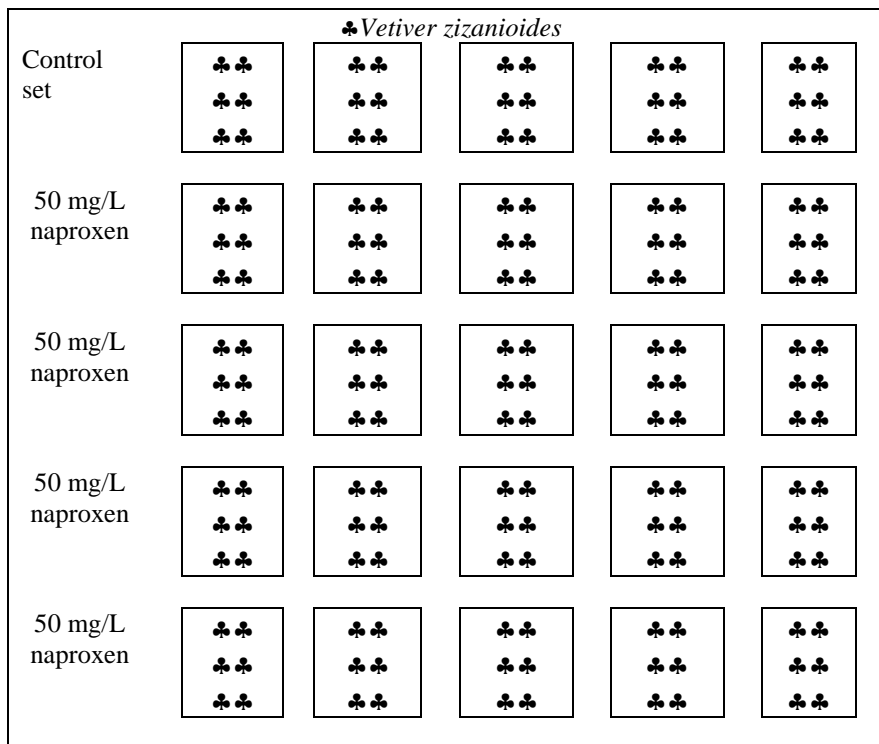 ♣Vetiver zizanioides
Control
set
♣♣ ♣♣ ♣♣ ♣♣ ♣♣
♣♣ ♣♣ ♣♣ ♣♣ ♣♣
♣♣ ♣♣ ♣♣ ♣♣ ♣♣
50 mg/L
naproxen
♣♣ ♣♣ ♣♣ ♣♣ ♣♣
♣♣ ♣♣ ♣♣ ♣♣ ♣♣
♣♣ ♣♣ ♣♣ ♣♣ ♣♣
50 mg/L
naproxen
♣♣ ♣♣ ♣♣ ♣♣ ♣♣
♣♣ ♣♣ ♣♣ ♣♣ ♣♣
♣♣ ♣♣ ♣♣ ♣♣ ♣♣
50 mg/L
naproxen
♣♣ ♣♣ ♣♣ ♣♣ ♣♣
♣♣ ♣♣ ♣♣ ♣♣ ♣♣
♣♣ ♣♣ ♣♣ ♣♣ ♣♣
50 mg/L
naproxen
♣♣ ♣♣ ♣♣ ♣♣ ♣♣
♣♣ ♣♣ ♣♣ ♣♣ ♣♣
♣♣ ♣♣ ♣♣ ♣♣ ♣♣